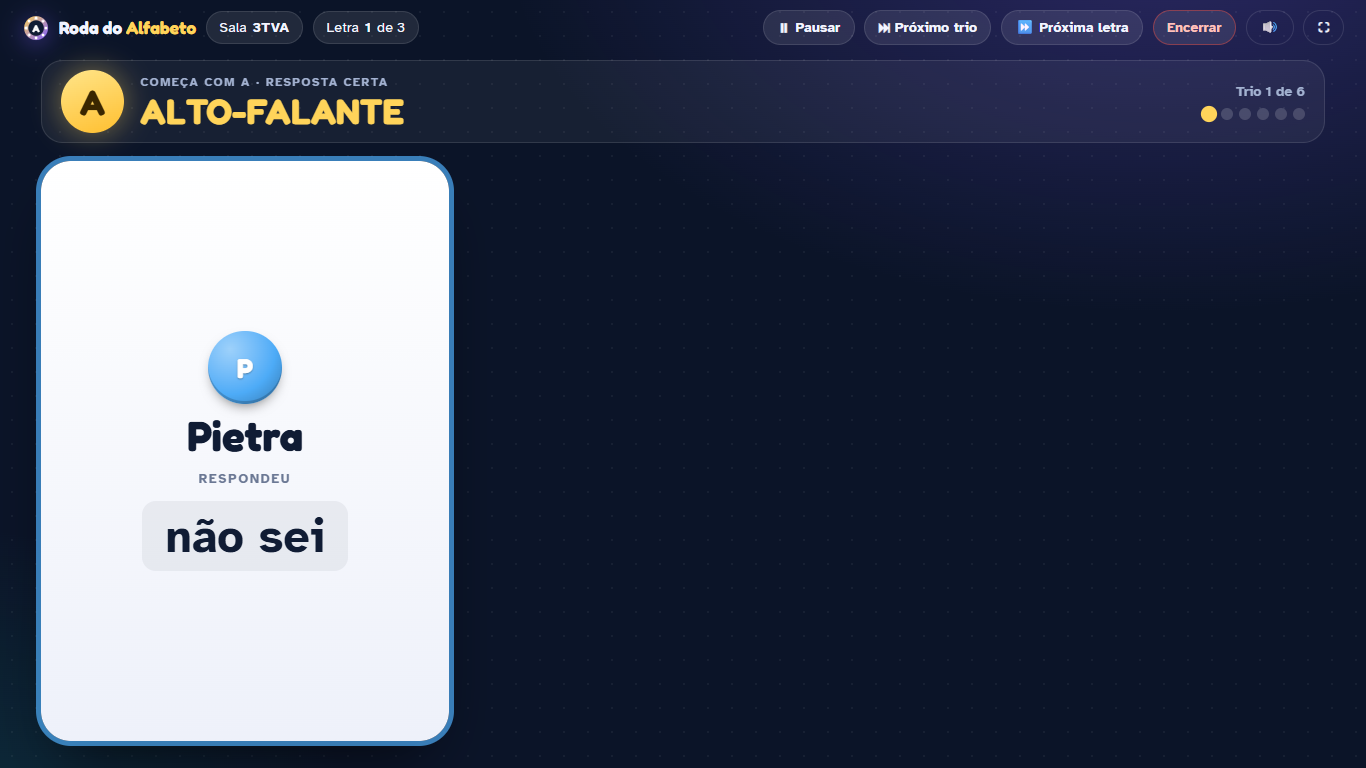 A Roda do Alfabeto
Sala 3TVA
Letra 1 de 3
Pausar
Próximo trio
Próxima letra
Encerrar
A
COMEÇA COM A · RESPOSTA CERTA
ALTO-FALANTE
Trio 1 de 6
P
Pietra
RESPONDEU
não sei